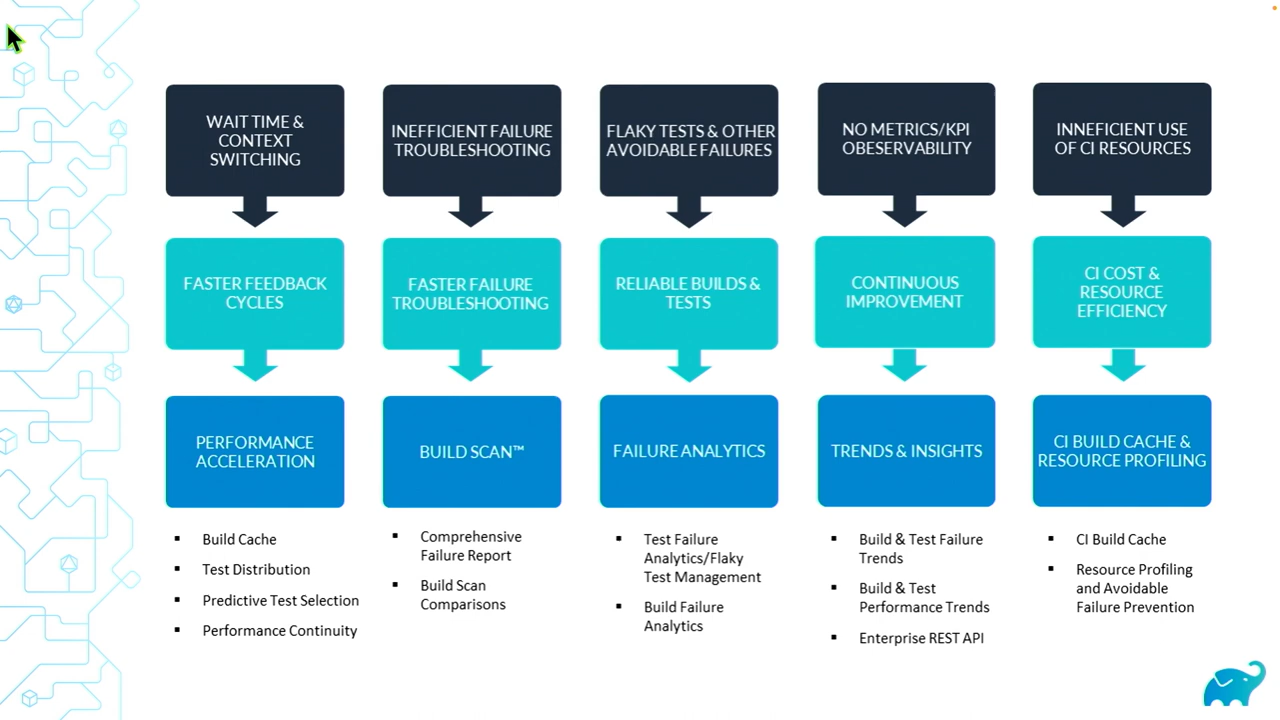 WAIT TIME &
CONTEXT
SWITCHING
INEFFICIENT FAILURE
TROUBLESHOOTING
FLAKY TESTS & OTHER
AVOIDABLE FAILURES
NO METRICS/KPI
OBESERVABILITY
INNEFICIENT USE
OF CI RESOURCES
FASTER FEEDBACK
CYCLES
FASTER FAILURE
TROUBLESHOOTING
RELIABLE BUILDS &
TESTS
CONTINUOUS
IMPROVEMENT
CI COST &
RESOURCE
EFFICIENCY
PERFORMANCE
ACCELERATION
BUILD SCAN™
FAILURE ANALYTICS
TRENDS & INSIGHTS
CI BUILD CACHE &
RESOURCE PROFILING
▪ Build Cache
▪ Test Distribution
▪ Predictive Test Selection
▪ Performance Continuity
▪ Comprehensive
Failure Report
▪ Build Scan
Comparisons
▪ Test Failure
Analytics/Flaky
Test Management
▪ Build Failure
Analytics
▪ Build & Test Failure
Trends
▪ Build & Test
Performance Trends
▪ Enterprise REST API
▪ CI Build Cache
▪ Resource Profiling
and Avoidable
Failure Prevention